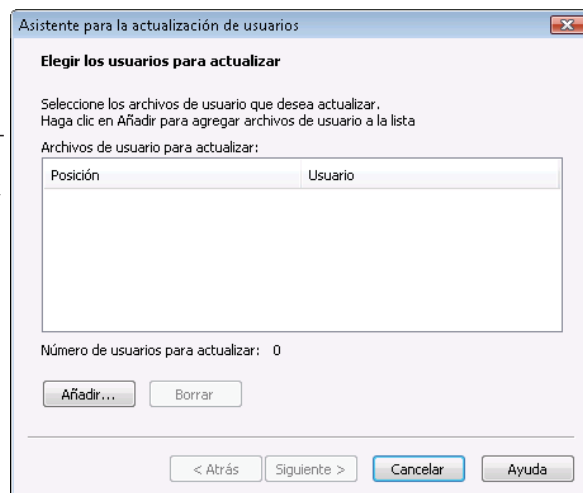 Asistente para la actualización de usuarios
Elegir los usuarios para actualizar
Seleccione los archivos de usuario que desea actualizar.
Haga clic en Añadir para agregar archivos de usuario a la lista
Archivos de usuario para actualizar:
Posición Usuario
Número de usuarios para actualizar: 0
Añadir... Borrar
< Atrás Siguiente > Cancelar Ayuda